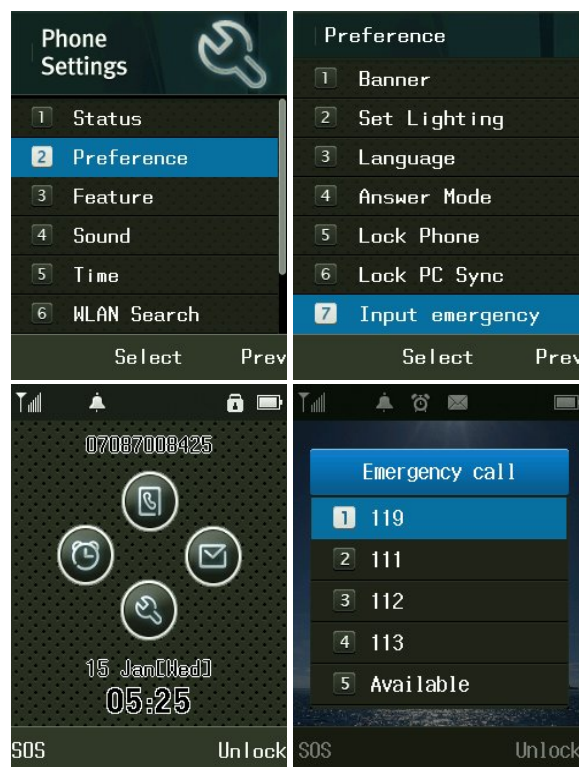 Phone
Settings
1 Status
2 Preference
3 Feature
4 Sound
5 Time
6 WLAN Search
Select Prev
Preference
1 Banner
2 Set Lighting
3 Language
4 Answer Mode
5 Lock Phone
6 Lock PC Sync
7 Input emergency
Select Prev
07087008425
15 Jan[Wed]
05:25
SOS Unlock
Emergency call
1 119
2 111
3 112
4 113
5 Available
SOS Unlock